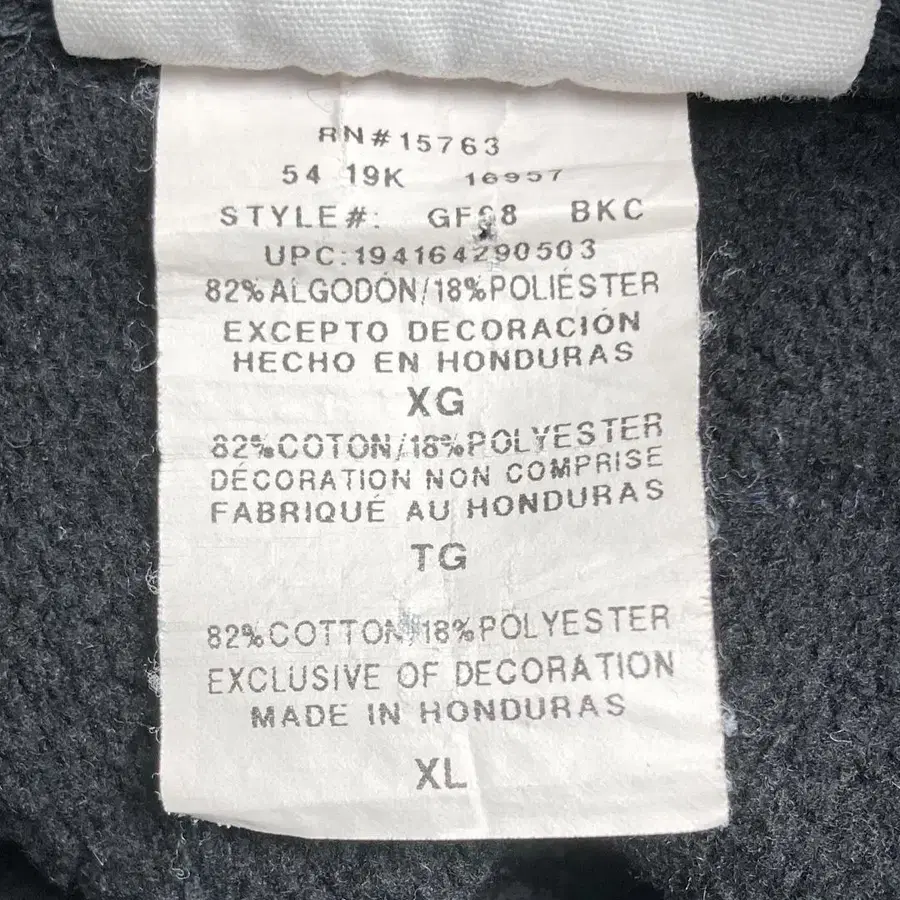 RN#15763
54 19K 16957
STYLE#: BKC
UPC:194164290503
82%ALGODÓN/18%POLIÉSTER
EXCEPTO DECORACIÓN
HECHO EN HONDURAS
XG
82%COTON/18%POLYESTER
DÉCORATION NON COMPRISE
FABRIQUÉ AU HONDURAS
TG
82%COTTON/18%POLYESTER
EXCLUSIVE OF DECORATION
MADE IN HONDURAS
XL